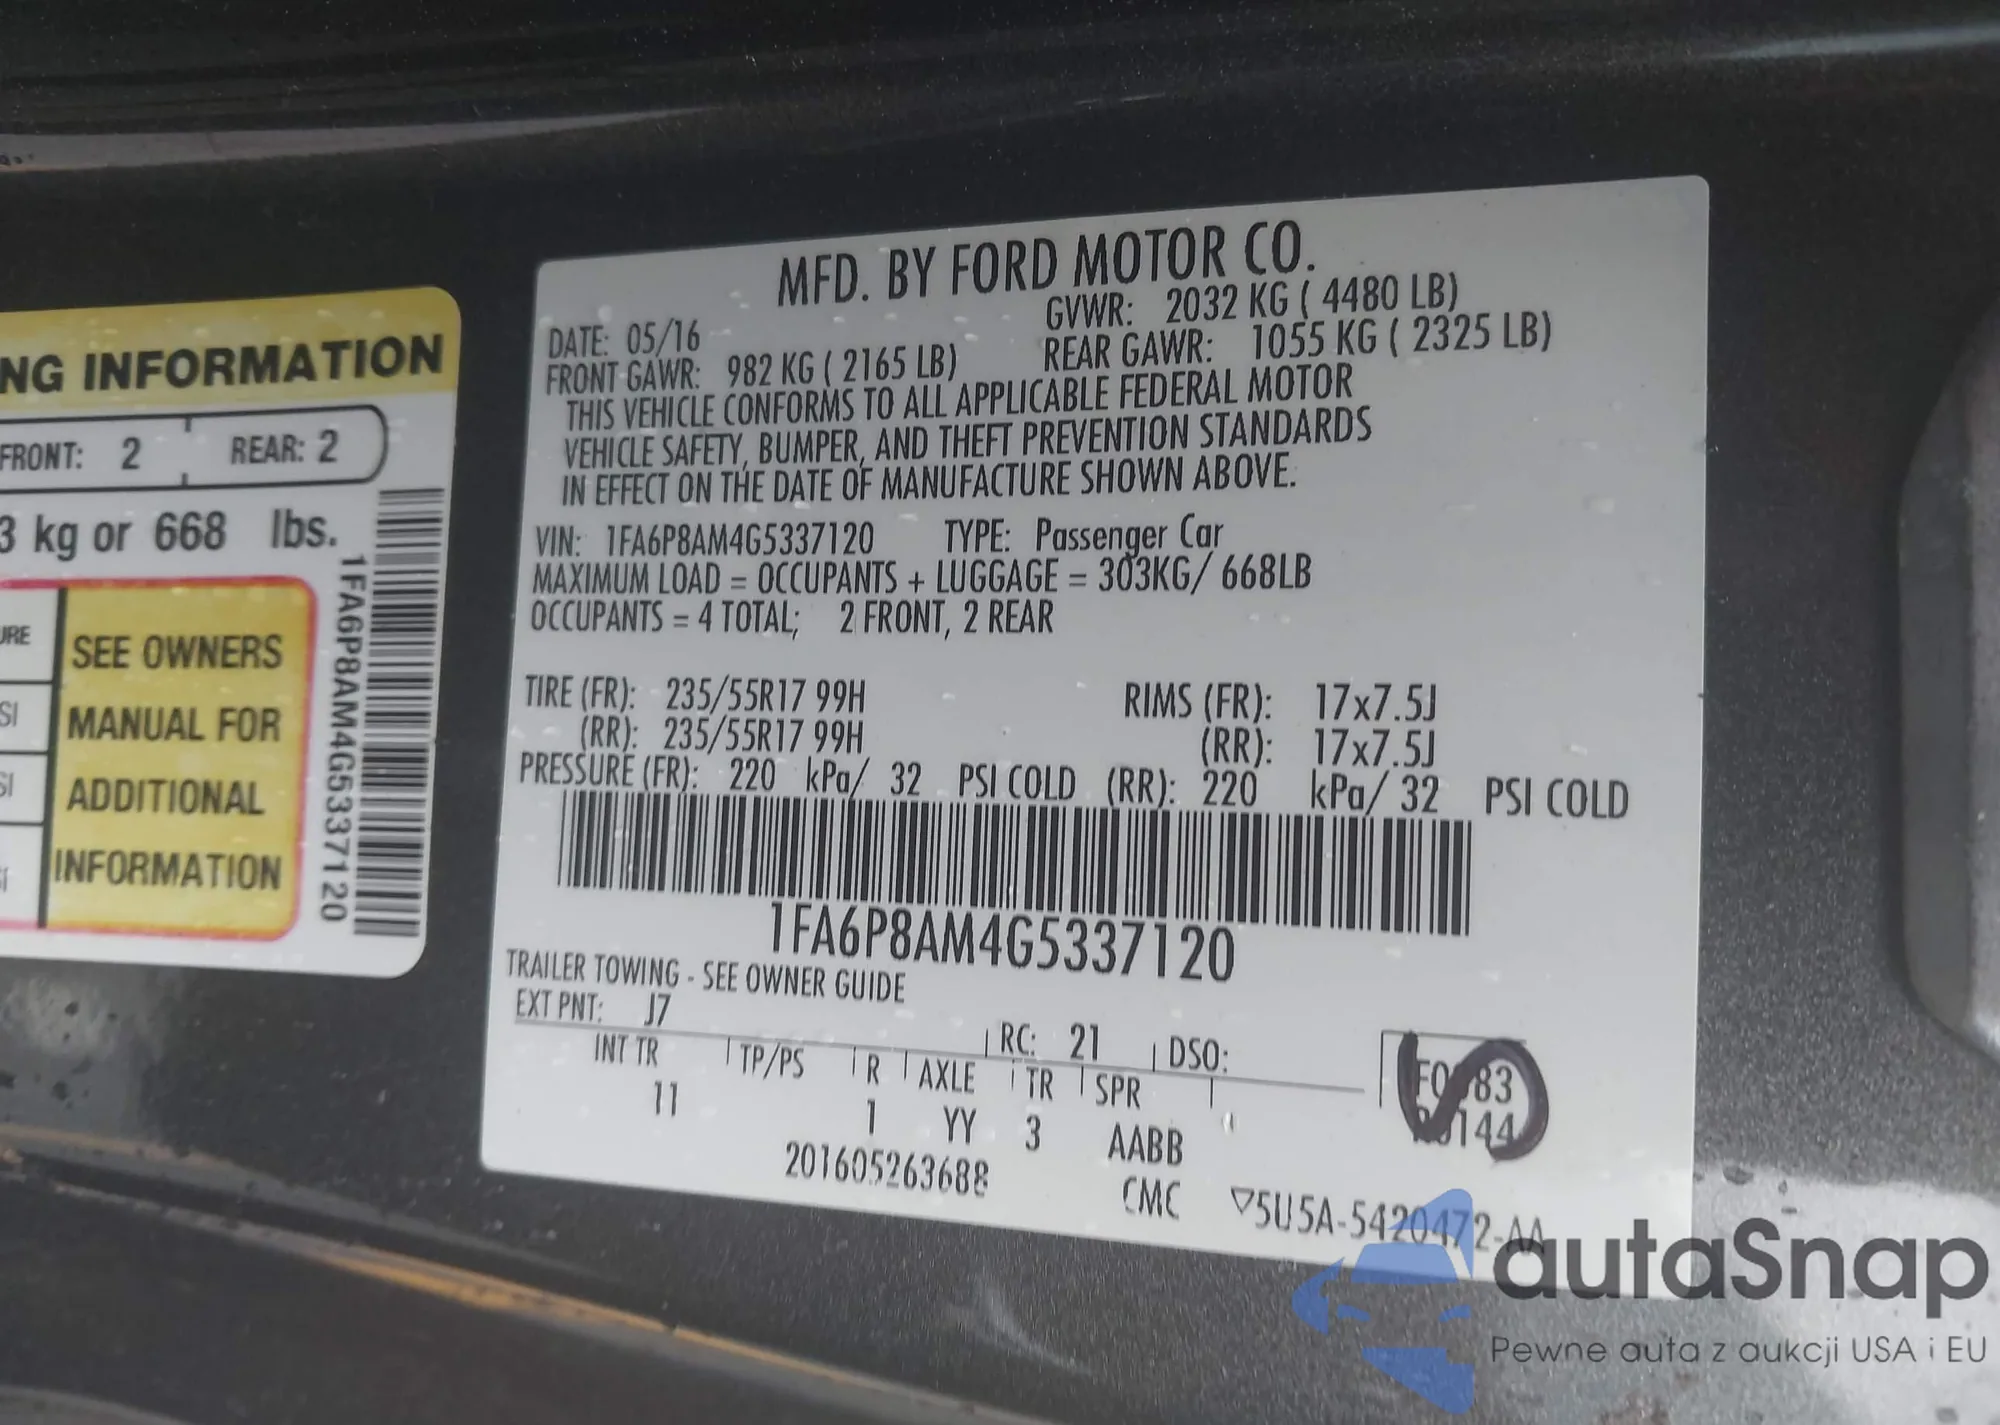 NG INFORMATION
FRONT: 2 REAR: 2
3 kg or 668 lbs.
URE
SI
SI
SEE OWNERS
MANUAL FOR
ADDITIONAL
INFORMATION
1FA6P8AM4G5337120
MFD. BY FORD MOTOR CO.
DATE: 05/16 GVWR: 2032 KG ( 4480 LB)
FRONT GAWR: 982 KG ( 2165 LB) REAR GAWR: 1055 KG ( 2325 LB)
THIS VEHICLE CONFORMS TO ALL APPLICABLE FEDERAL MOTOR
VEHICLE SAFETY, BUMPER, AND THEFT PREVENTION STANDARDS
IN EFFECT ON THE DATE OF MANUFACTURE SHOWN ABOVE.
VIN: 1FA6P8AM4G5337120 TYPE: Passenger Car
MAXIMUM LOAD = OCCUPANTS + LUGGAGE = 303KG/ 668LB
OCCUPANTS = 4 TOTAL; 2 FRONT, 2 REAR
TIRE (FR): 235/55R17 99H RIMS (FR): 17x7.5J
(RR): 235/55R17 99H (RR): 17x7.5J
PRESSURE (FR): 220 kPa/ 32 PSI COLD (RR): 220 kPa/ 32 PSI COLD
1FA6P8AM4G5337120
TRAILER TOWING - SEE OWNER GUIDE
EXT PNT: J7 RC: 21 DSO:
INT TR TP/PS R AXLE TR SPR
11 1 YY 3 AABB
201605263688 CMC ▽5U5A-5420472-AA
autaSnap
Pewne auta z aukcji USA i EU